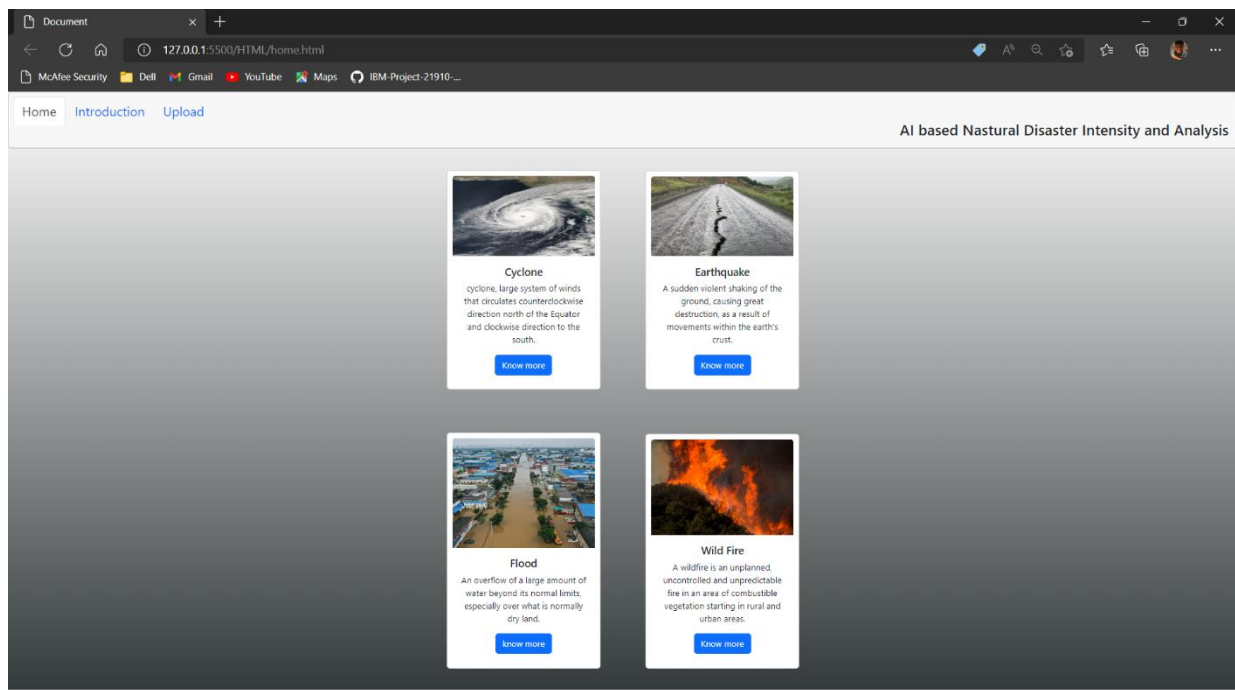 Document
127.0.0.1:5500/HTML/home.html
McAfee Security Dell Gmail YouTube Maps IBM-Project-21910-...
Home Introduction Upload
AI based Nastural Disaster Intensity and Analysis
Cyclone
cyclone, large system of winds
that circulates counterclockwise
direction north of the Equator
and clockwise direction to the
south.
Know more
Earthquake
A sudden violent shaking of the
ground, causing great
destruction, as a result of
movements within the earth's
crust.
Know more
Flood
An overflow of a large amount of
water beyond its normal limits,
especially over what is normally
dry land.
know more
Wild Fire
A wildfire is an unplanned,
uncontrolled and unpredictable
fire in an area of combustible
vegetation starting in rural and
urban areas.
Know more